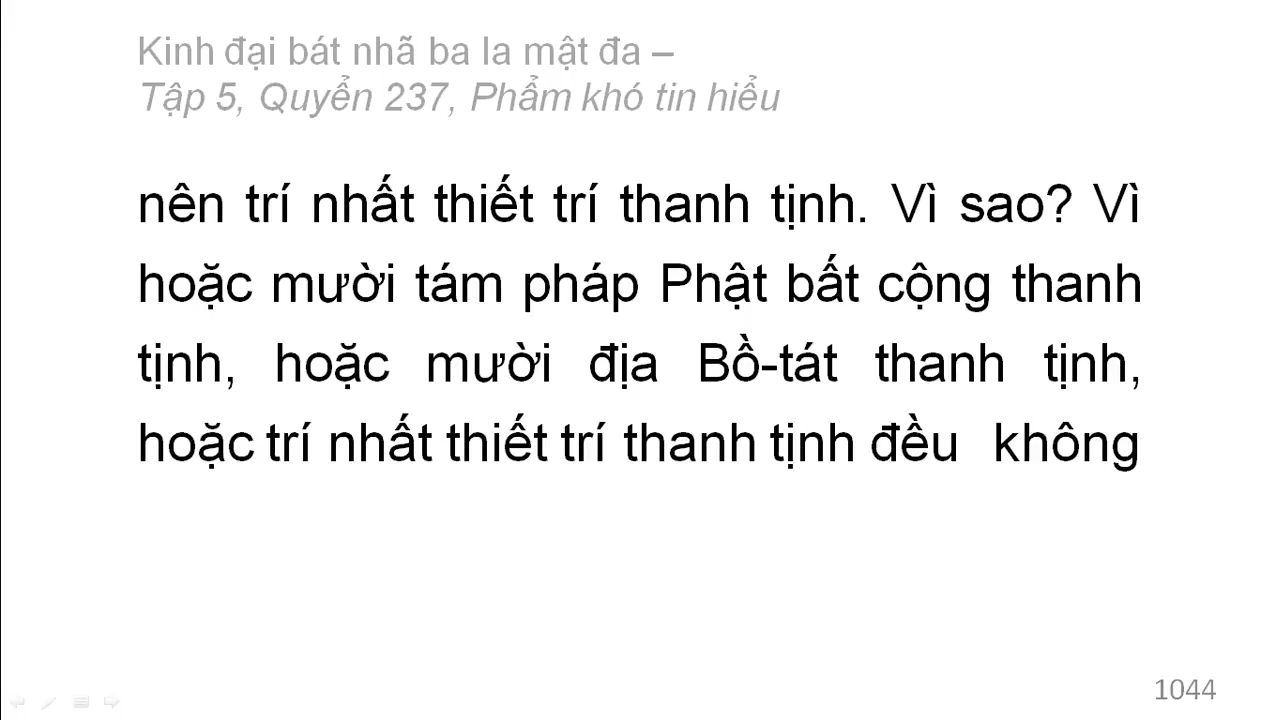 Kinh đại bát nhã ba la mật đa –
Tập 5, Quyển 237, Phẩm khó tin hiểu
nên trí nhất thiết trí thanh tịnh. Vì sao? Vì
hoặc mười tám pháp Phật bất cộng thanh
tịnh, hoặc mười địa Bồ-tát thanh tịnh,
hoặc trí nhất thiết trí thanh tịnh đều không
1044